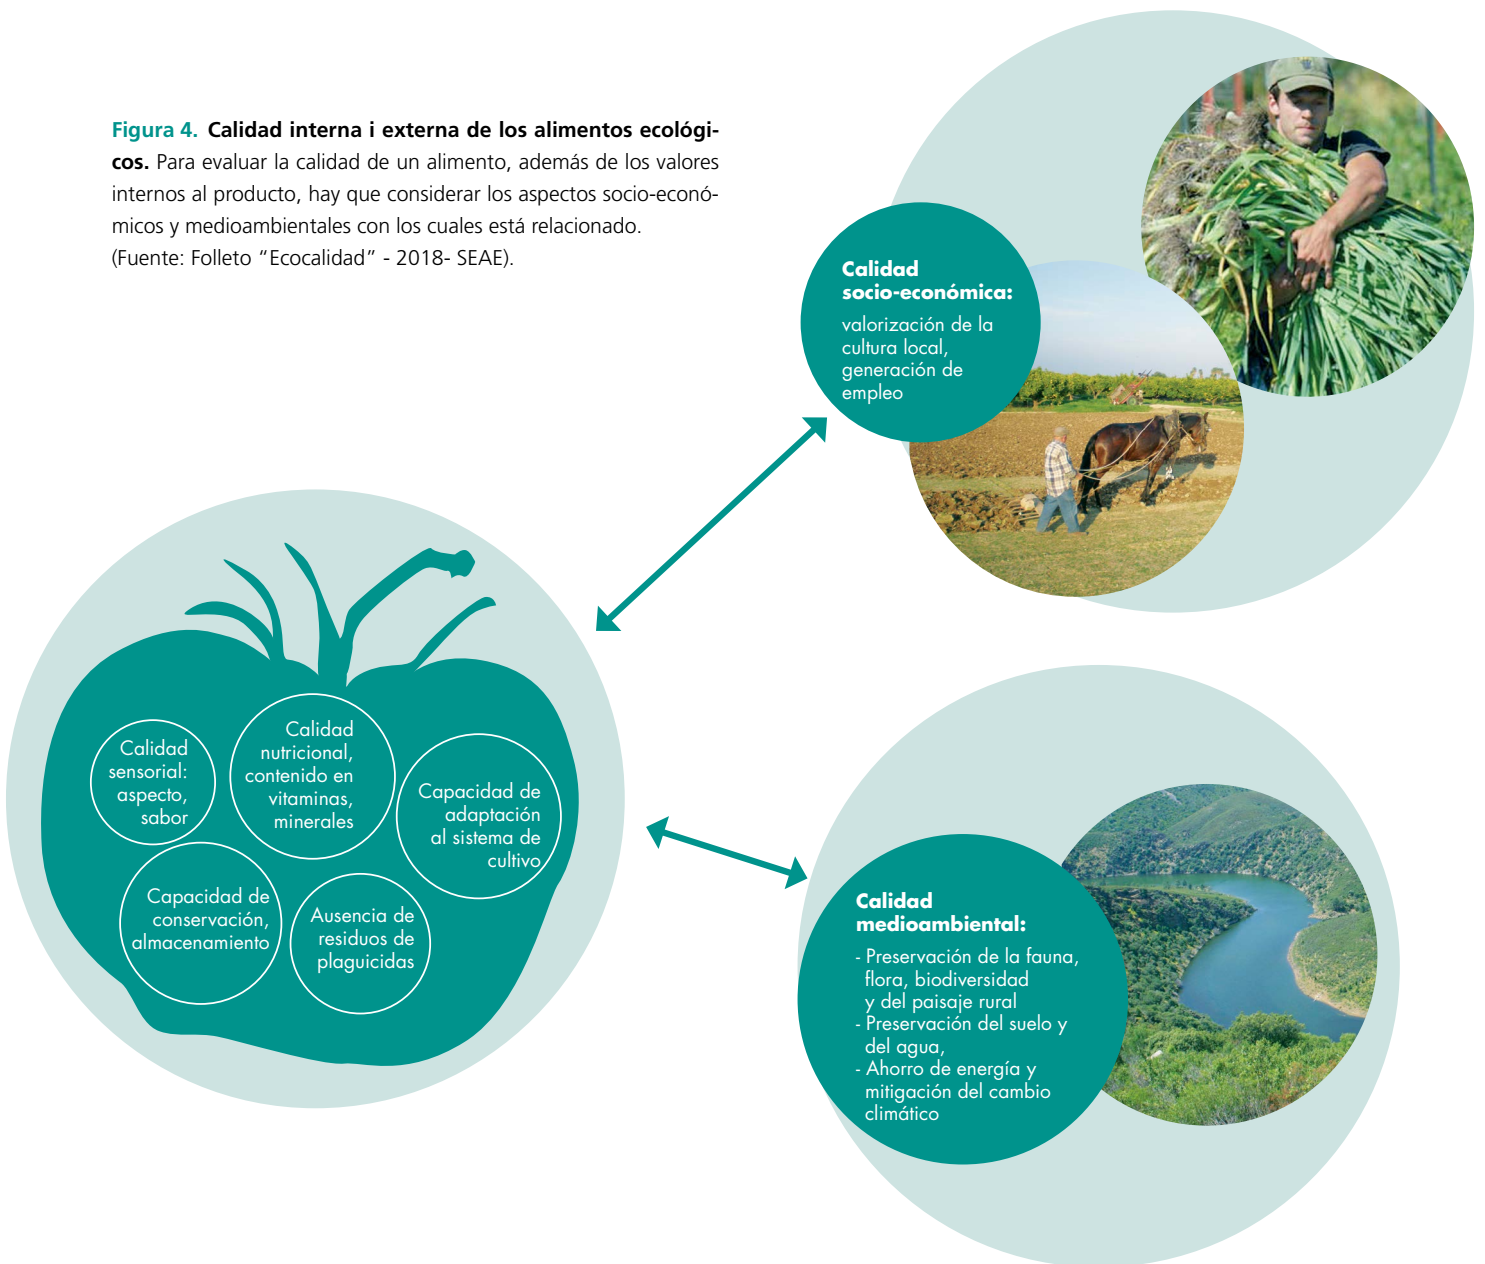 Figura 4. Calidad interna i externa de los alimentos ecológi-
cos. Para evaluar la calidad de un alimento, además de los valores
internos al producto, hay que considerar los aspectos socio-econó-
micos y medioambientales con los cuales está relacionado.
(Fuente: Folleto “Ecocalidad” - 2018- SEAE).
Calidad
socio-económica:
valorización de la
cultura local,
generación de
empleo
Calidad
sensorial:
aspecto,
sabor
Calidad
nutricional,
contenido en
vitaminas,
minerales
Capacidad de
adaptación
al sistema de
cultivo
Capacidad de
conservación,
almacenamiento
Ausencia de
residuos de
plaguicidas
Calidad
medioambiental:
- Preservación de la fauna,
flora, biodiversidad
y del paisaje rural
- Preservación del suelo y
del agua,
- Ahorro de energía y
mitigación del cambio
climático